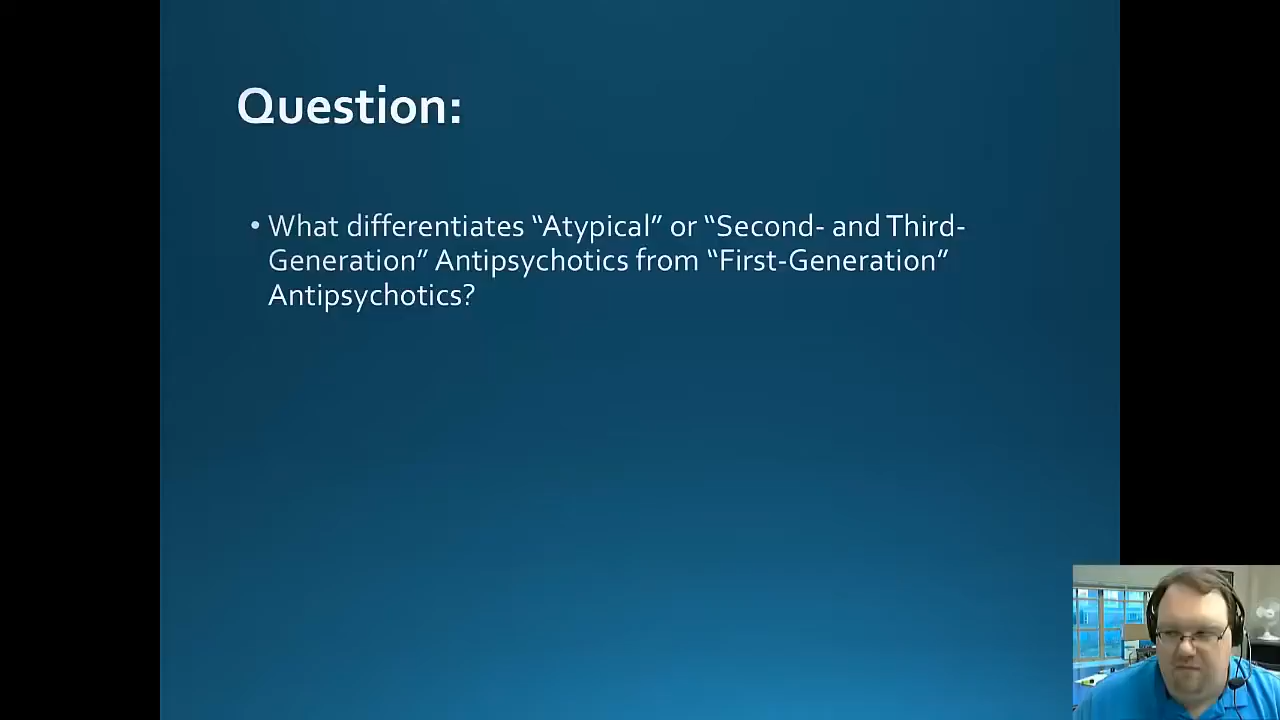 Question:
• What differentiates “Atypical” or “Second- and Third-
Generation” Antipsychotics from “First-Generation”
Antipsychotics?